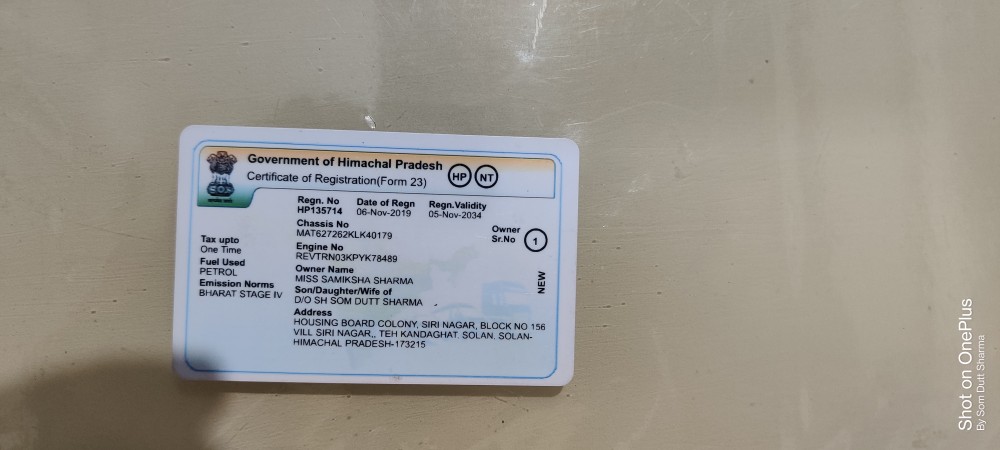 Government of Himachal Pradesh
Certificate of Registration(Form 23)
HP
NT
Regn. No Date of Regn Regn.Validity
HP135714 06-Nov-2019 05-Nov-2034
Chassis No
MAT627262KLK40179
Owner
Sr.No
1
Engine No
REVTRN03KPYK78489
Tax upto
One Time
Fuel Used
PETROL
Emission Norms
BHARAT STAGE IV
Owner Name
MISS SAMIKSHA SHARMA
Son/Daughter/Wife of
D/O SH SOM DUTT SHARMA
NEW
Address
HOUSING BOARD COLONY, SIRI NAGAR, BLOCK NO 156
VILL SIRI NAGAR,, TEH KANDAGHAT. SOLAN, SOLAN-
HIMACHAL PRADESH-173215
Shot on OnePlus
By Som Dutt Sharma